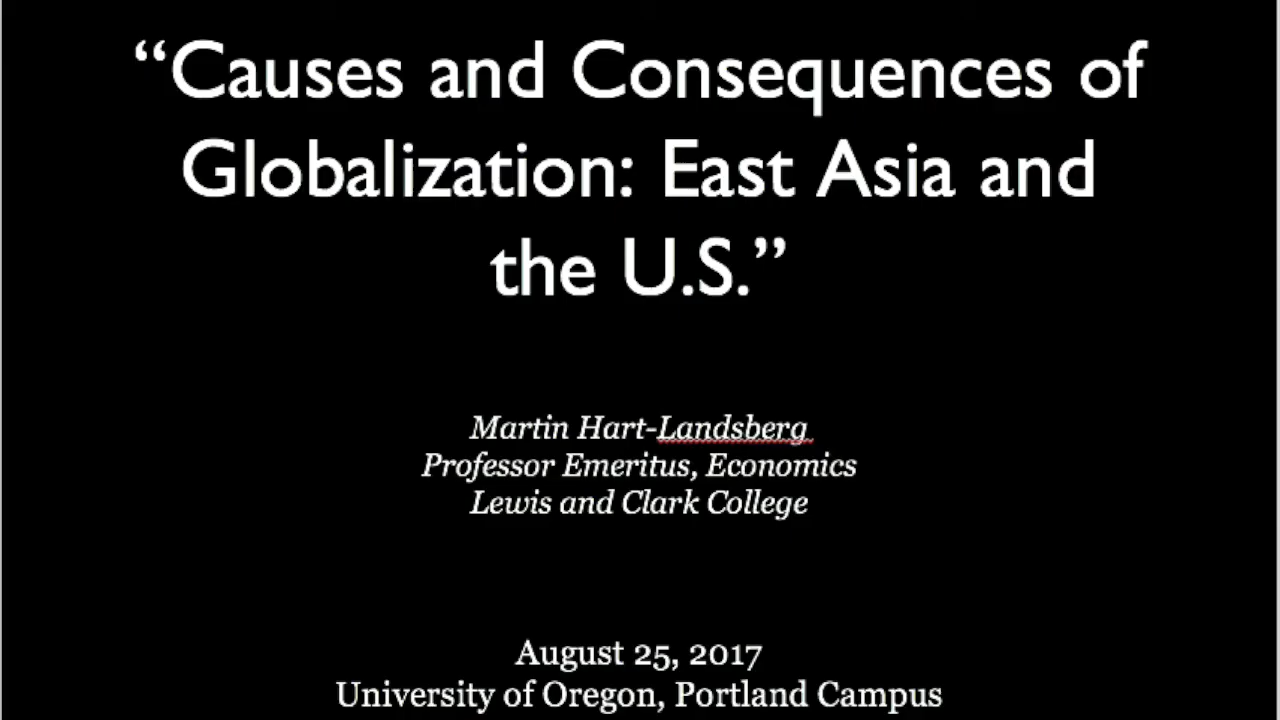 “Causes and Consequences of
Globalization: East Asia and
the U.S.”
Martin Hart-Landsberg
Professor Emeritus, Economics
Lewis and Clark College
August 25, 2017
University of Oregon, Portland Campus